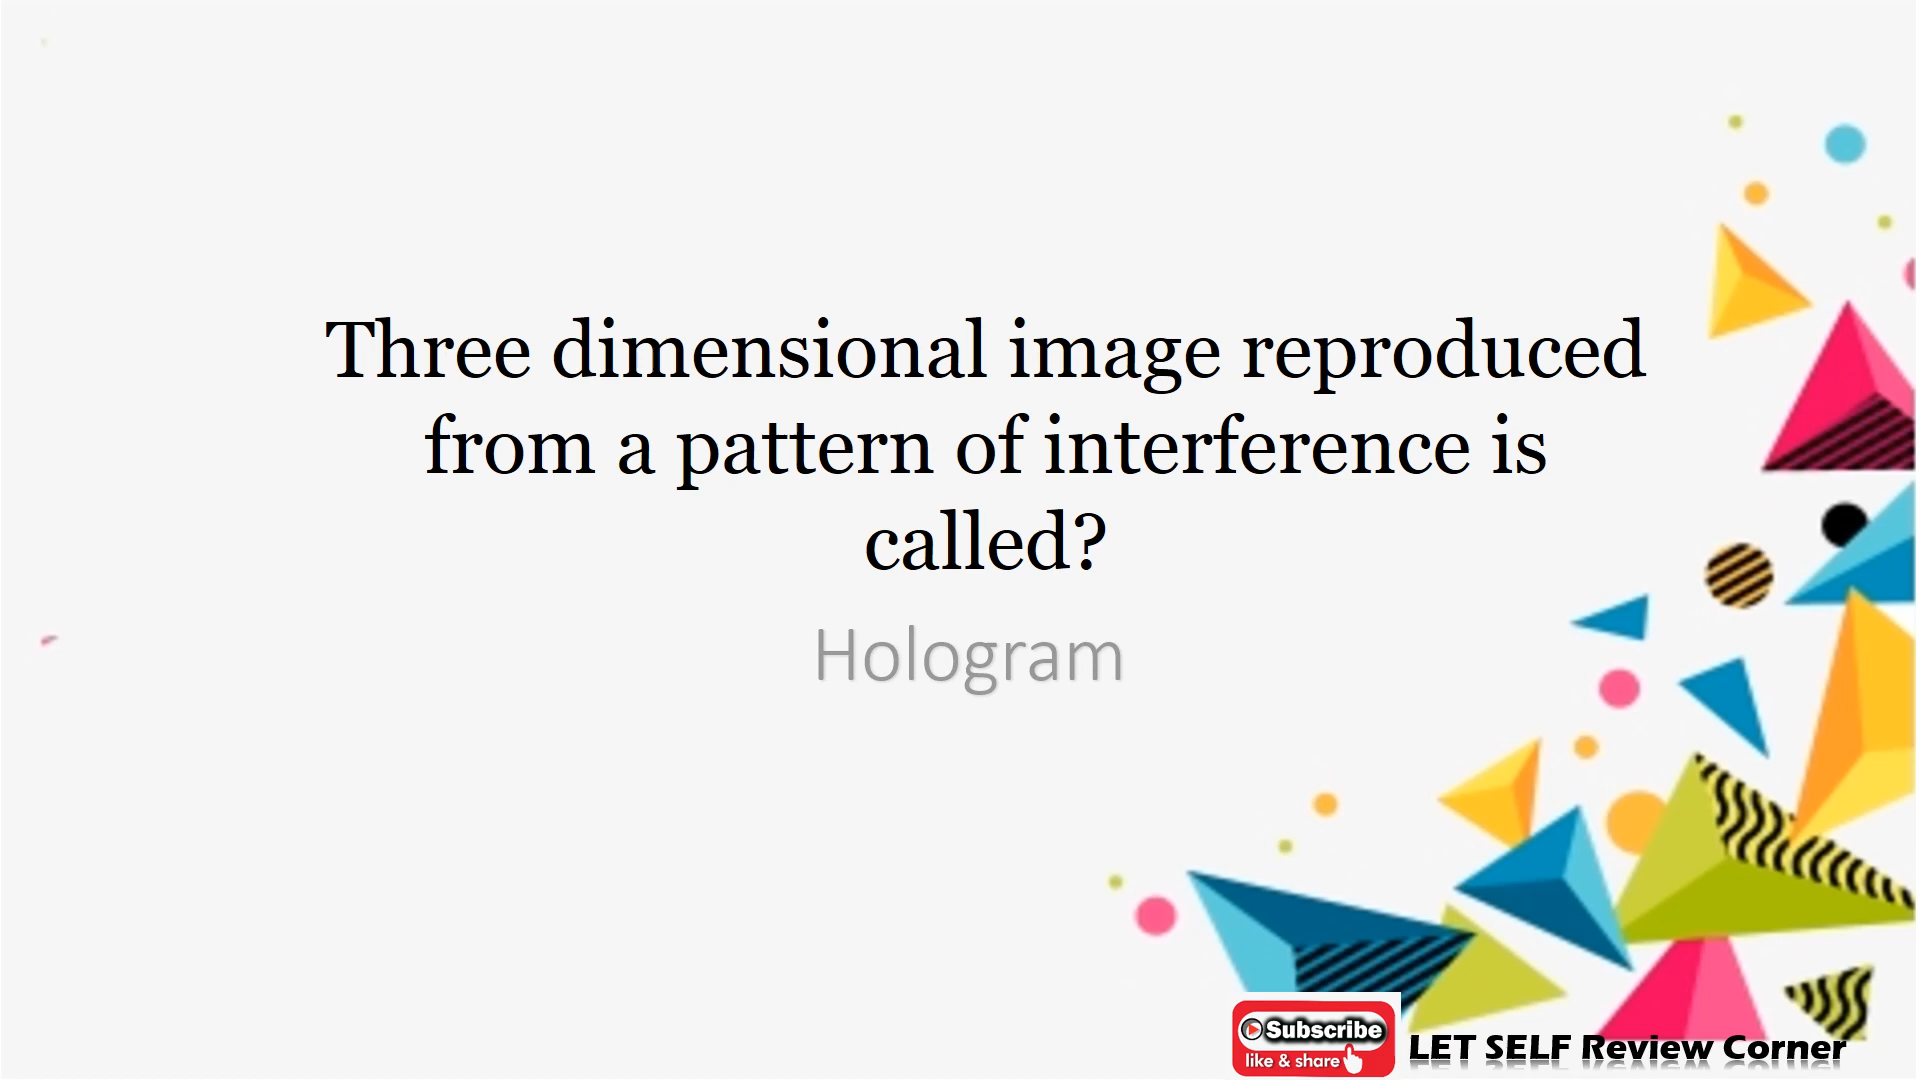 Three dimensional image reproduced
from a pattern of interference is
called?
Hologram
Subscribe
like & share
LET SELF Review Corner